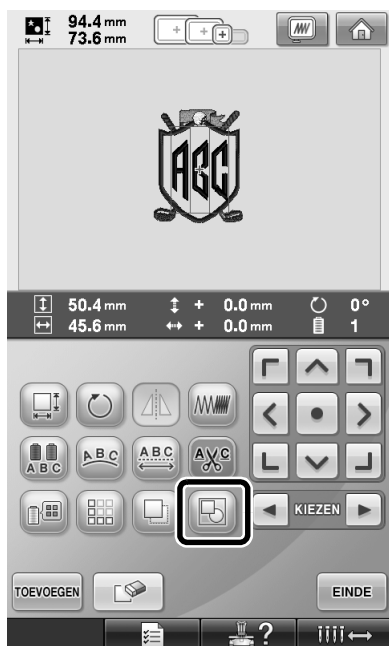 94.4 mm
73.6 mm
ABC
50.4 mm + 0.0 mm 0°
45.6 mm + 0.0 mm 1
ABC ABC ABC ABC
KIEZEN
TOEVOEGEN EINDE
?